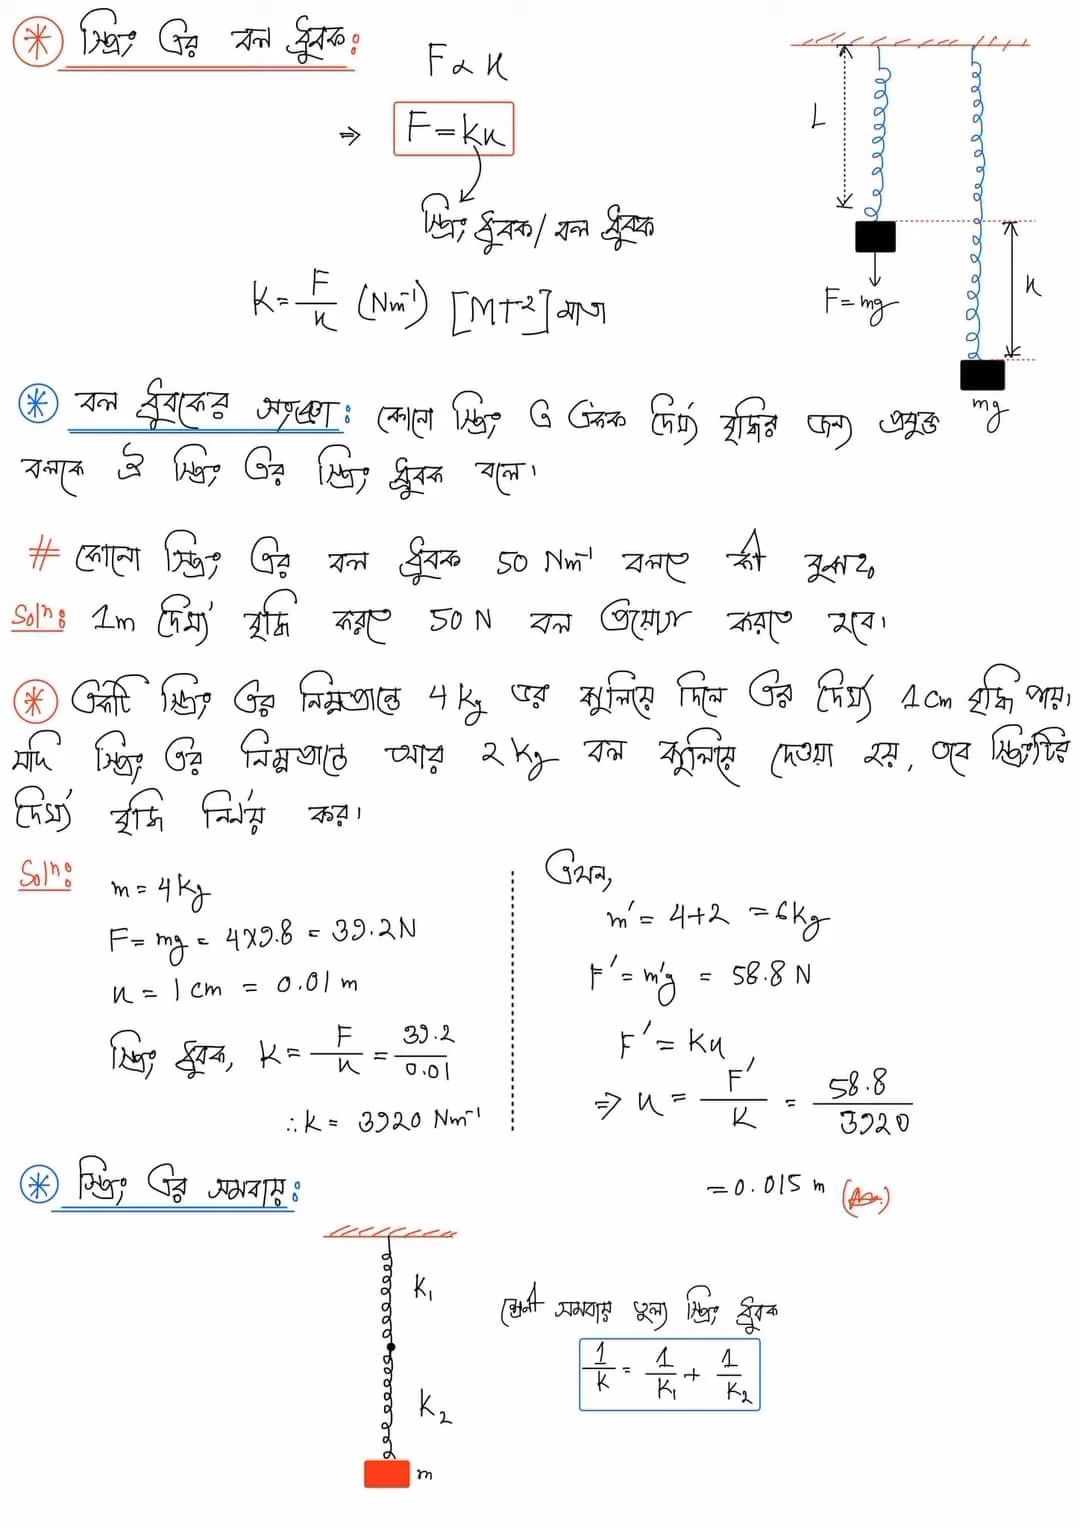 স্প্রিং এর বল ধ্রুবক:
F ∝ x
⇒ F = kx
স্প্রিং ধ্রুবক/বল ধ্রুবক
K = F/x (Nm⁻¹) [MT⁻²] মাত্রা
L
F = mg
x
mg
বল ধ্রুবকের সংজ্ঞা: কোনো স্প্রিং এ একক দৈর্ঘ্য বৃদ্ধির জন্য প্রযুক্ত
বলকে ঐ স্প্রিং এর স্প্রিং ধ্রুবক বলে।
# কোনো স্প্রিং এর বল ধ্রুবক 50 Nm⁻¹ বলতে কী বুঝায়?
Solⁿ: 1m দৈর্ঘ্য বৃদ্ধি করতে 50 N বল প্রয়োগ করতে হবে।
একটি স্প্রিং এর নিম্নপ্রান্তে 4 kg ভর ঝুলিয়ে দিলে এর দৈর্ঘ্য 1 cm বৃদ্ধি পায়।
যদি স্প্রিং এর নিম্নপ্রান্তে আর 2 kg বল ঝুলিয়ে দেওয়া হয়, তবে স্প্রিংটির
দৈর্ঘ্য বৃদ্ধি নির্ণয় কর।
Solⁿ:
m = 4 kg
F = mg = 4×9.8 = 39.2 N
x = 1 cm = 0.01 m
স্প্রিং ধ্রুবক, K = F/x = 39.2/0.01
∴ k = 3920 Nm⁻¹
এখন,
m′ = 4+2 = 6 kg
F′ = m′g = 58.8 N
F′ = Kx
⇒ x = F′/K = 58.8/3920
= 0.015 m (Ans.)
স্প্রিং এর সমবায়:
K₁
K₂
m
শ্রেণী সমবায় তুল্য স্প্রিং ধ্রুবক
1/K = 1/K₁ + 1/K₂